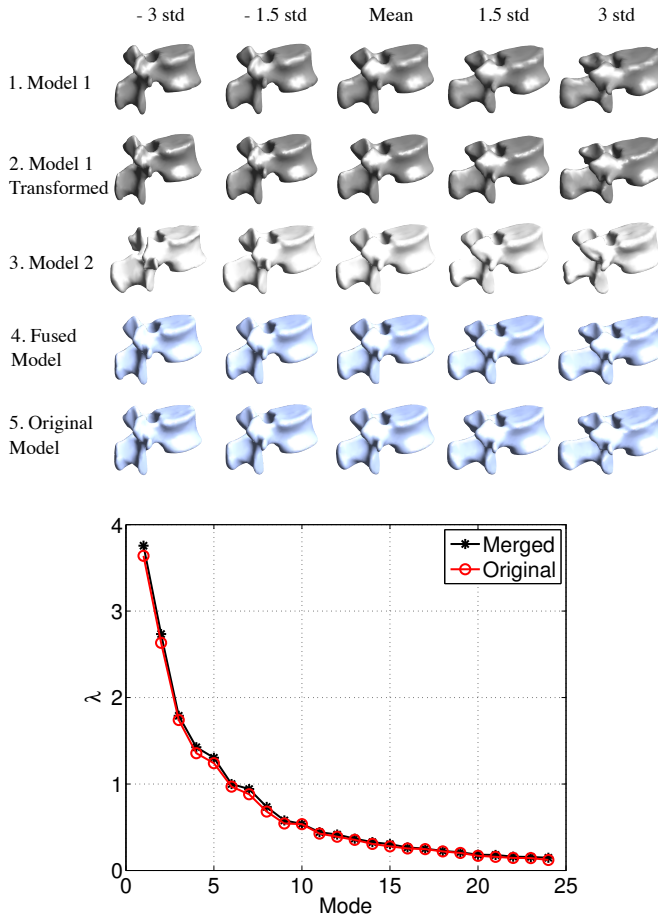 - 3 std - 1.5 std Mean 1.5 std 3 std
1. Model 1
2. Model 1
Transformed
3. Model 2
4. Fused
Model
5. Original
Model
4
3
2
1
0
λ
Merged
Original
0 5 10 15 20 25
Mode